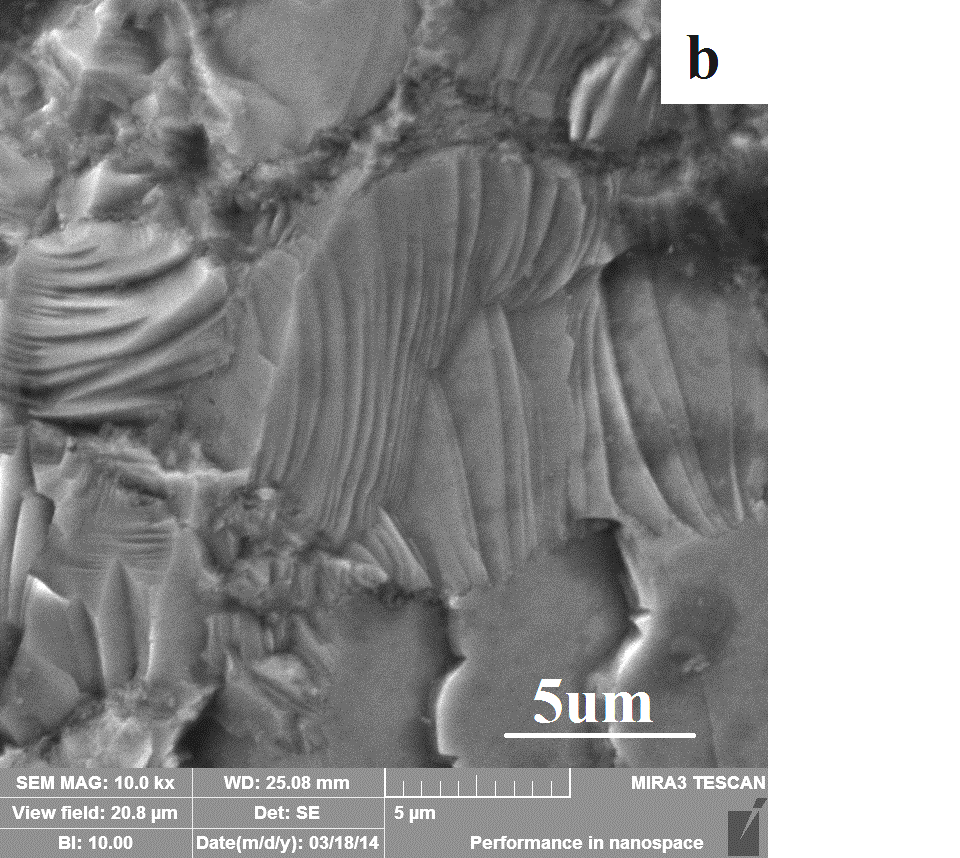 b
5um
SEM MAG: 10.0 kx
WD: 25.08 mm
MIRA3 TESCAN
View field: 20.8 µm
Det: SE
5 µm
BI: 10.00
Date(m/d/y): 03/18/14
Performance in nanospace